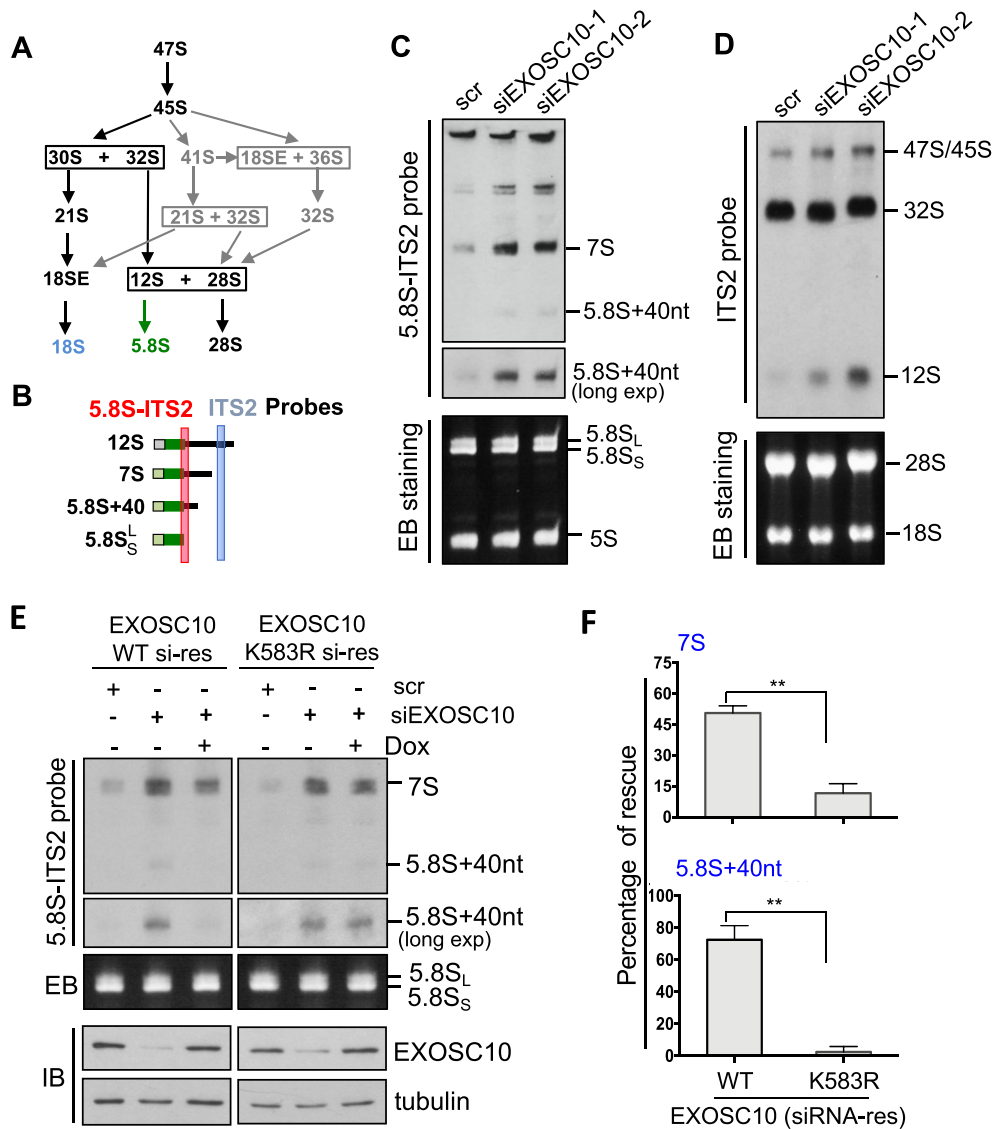 A
47S
45S
30S + 32S
41S
18SE + 36S
21S
21S + 32S
32S
18SE
12S + 28S
18S
5.8S
28S
B
5.8S-ITS2 ITS2 Probes
12S
7S
5.8S+40
5.8S L S
C
scr
siEXOSC10-1
siEXOSC10-2
5.8S-ITS2 probe
7S
5.8S+40nt
5.8S+40nt
(long exp)
EB staining
5.8SL
5.8SS
5S
D
scr
siEXOSC10-1
siEXOSC10-2
ITS2 probe
47S/45S
32S
12S
EB staining
28S
18S
E
EXOSC10
WT si-res
EXOSC10
K583R si-res
+ - - + - - scr
- + + - + + siEXOSC10
- - + - - + Dox
5.8S-ITS2 probe
7S
5.8S+40nt
5.8S+40nt
(long exp)
EB
5.8SL
5.8SS
IB
EXOSC10
tubulin
F
Percentage of rescue
7S
75
60
45
30
15
0
**
5.8S+40nt
100
80
60
40
20
0
**
WT
K583R
EXOSC10 (siRNA-res)